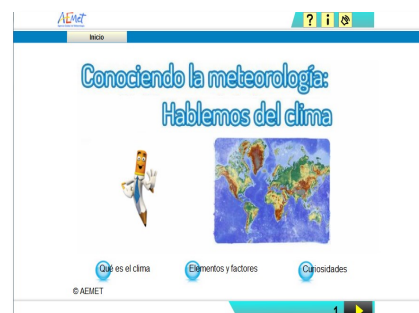 AEMet
? i
Inicio
Conociendo la meteorología:
Hablemos del clima
Qué es el clima
Elementos y factores
Curiosidades
© AEMET
1